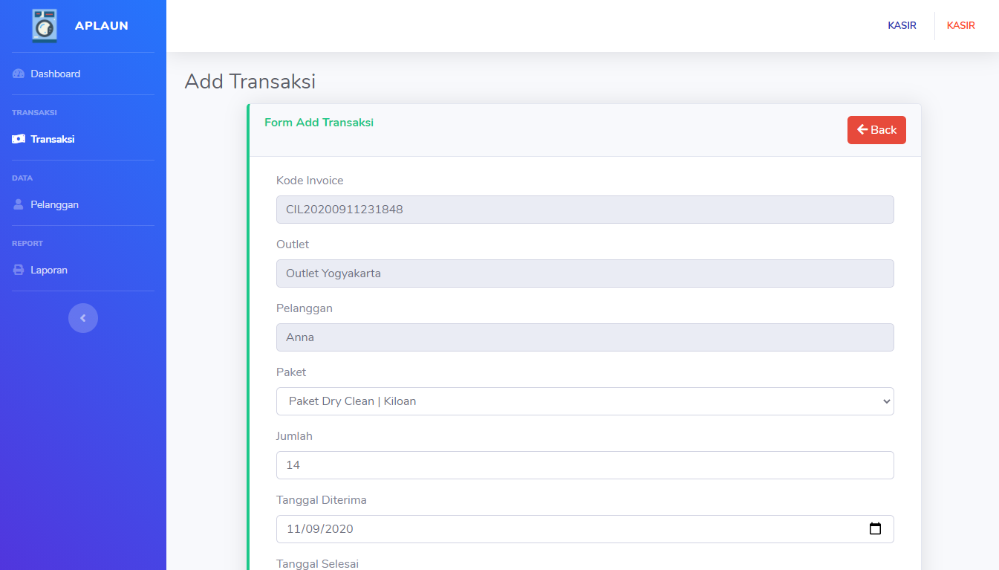 APLAUN
KASIR
KASIR
Dashboard
TRANSAKSI
Transaksi
DATA
Pelanggan
REPORT
Laporan
Add Transaksi
Form Add Transaksi
Back
Kode Invoice
CIL20200911231848
Outlet
Outlet Yogyakarta
Pelanggan
Anna
Paket
Paket Dry Clean | Kiloan
Jumlah
14
Tanggal Diterima
11/09/2020
Tanggal Selesai